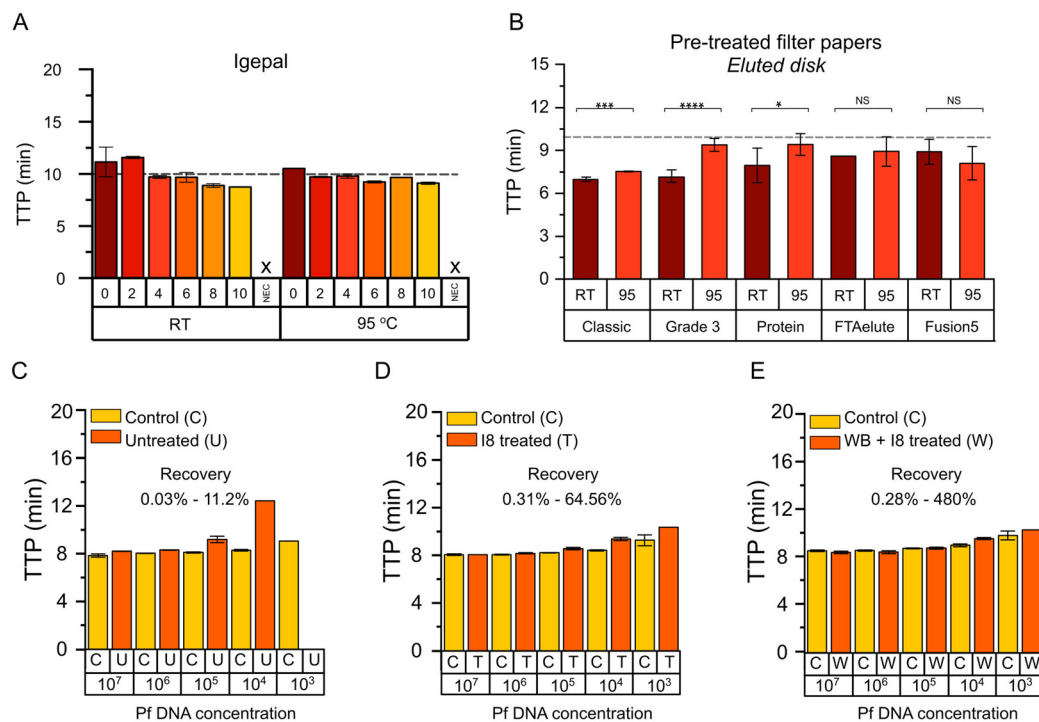 A
Igepal
20
15
10
5
0
TTP (min)
X X
0 2 4 6 8 10 NEC 0 2 4 6 8 10 NEC
RT 95 °C
B
Pre-treated filter papers
Eluted disk
15
12
9
6
3
0
TTP (min)
*** **** * NS NS
RT 95 RT 95 RT 95 RT 95 RT 95
Classic Grade 3 Protein FTAelute Fusion5
C
20
16
12
8
4
0
TTP (min)
Control (C)
Untreated (U)
Recovery
0.03% - 11.2%
C U C U C U C U C U
10⁷ 10⁶ 10⁵ 10⁴ 10³
Pf DNA concentration
D
20
16
12
8
4
0
TTP (min)
Control (C)
I8 treated (T)
Recovery
0.31% - 64.56%
C T C T C T C T C T
10⁷ 10⁶ 10⁵ 10⁴ 10³
Pf DNA concentration
E
20
16
12
8
4
0
TTP (min)
Control (C)
WB + I8 treated (W)
Recovery
0.28% - 480%
C W C W C W C W C W
10⁷ 10⁶ 10⁵ 10⁴ 10³
Pf DNA concentration